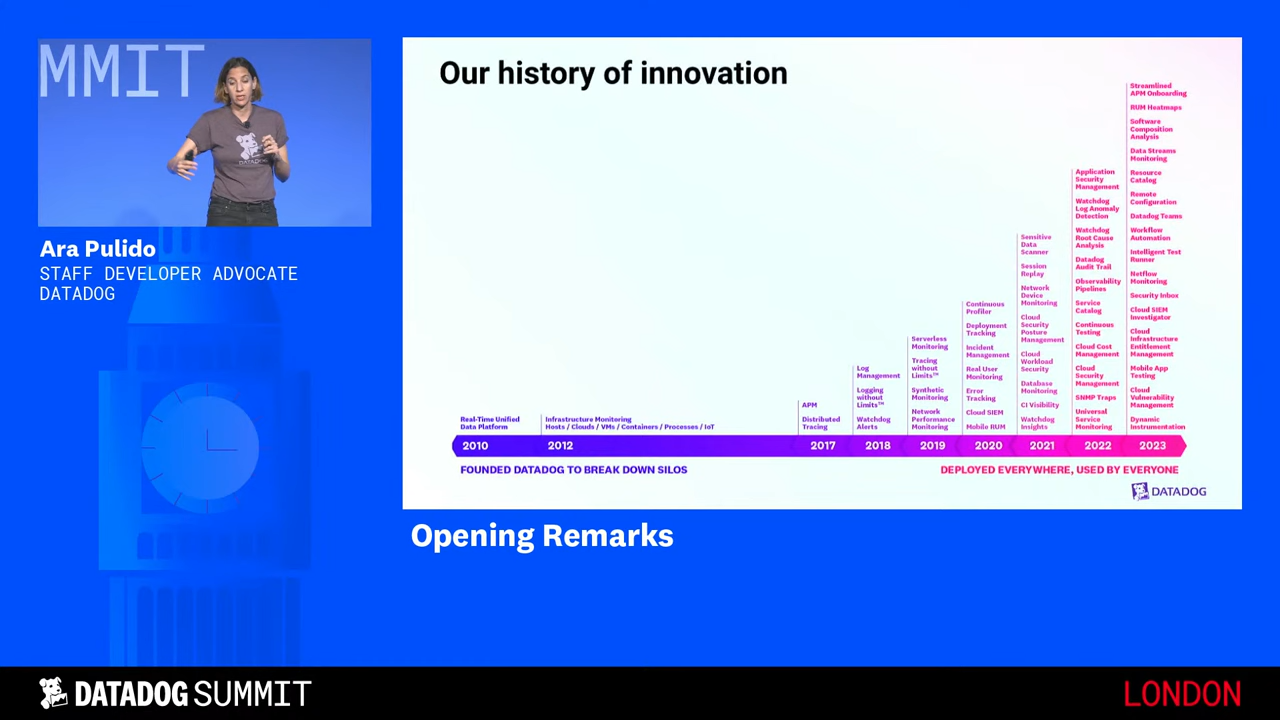 MMIT
DATADOG
Ara Pulido
STAFF DEVELOPER ADVOCATE
DATADOG
Our history of innovation
Real-Time Unified
Data Platform
Infrastructure Monitoring
Hosts / Clouds / VMs / Containers / Processes / IoT
APM
Distributed
Tracing
Log
Management
Logging
without
Limits™
Watchdog
Alerts
Serverless
Monitoring
Tracing
without
Limits™
Synthetic
Monitoring
Network
Performance
Monitoring
Continuous
Profiler
Deployment
Tracking
Incident
Management
Real User
Monitoring
Error
Tracking
Cloud SIEM
Mobile RUM
Sensitive
Data
Scanner
Session
Replay
Network
Device
Monitoring
Cloud
Security
Posture
Management
Cloud
Workload
Security
Database
Monitoring
CI Visibility
Watchdog
Insights
Application
Security
Management
Watchdog
Log Anomaly
Detection
Watchdog
Root Cause
Analysis
Datadog
Audit Trail
Observability
Pipelines
Service
Catalog
Continuous
Testing
Cloud Cost
Management
Cloud
Security
Management
SNMP Traps
Universal
Service
Monitoring
Streamlined
APM Onboarding
RUM Heatmaps
Software
Composition
Analysis
Data Streams
Monitoring
Resource
Catalog
Remote
Configuration
Datadog Teams
Workflow
Automation
Intelligent Test
Runner
Netflow
Monitoring
Security Inbox
Cloud SIEM
Investigator
Cloud
Infrastructure
Entitlement
Management
Mobile App
Testing
Cloud
Vulnerability
Management
Dynamic
Instrumentation
2010 2012 2017 2018 2019 2020 2021 2022 2023
FOUNDED DATADOG TO BREAK DOWN SILOS
DEPLOYED EVERYWHERE, USED BY EVERYONE
DATADOG
Opening Remarks
DATADOG SUMMIT
LONDON